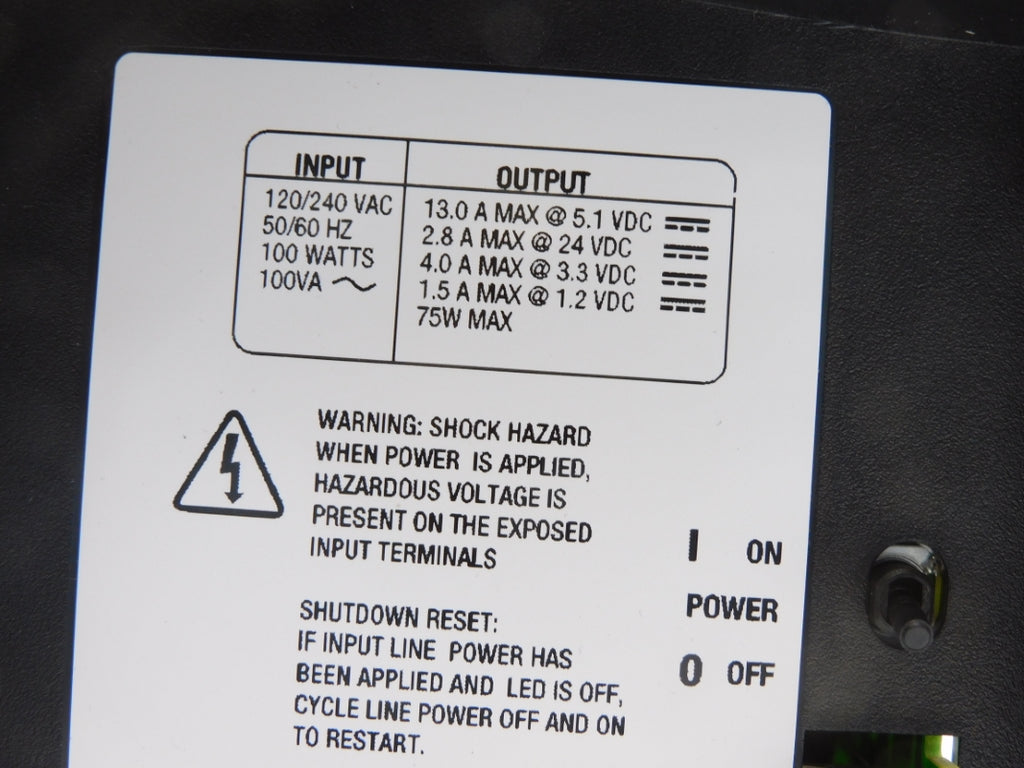 INPUT
120/240 VAC
50/60 HZ
100 WATTS
100VA
OUTPUT
13.0 A MAX @ 5.1 VDC
2.8 A MAX @ 24 VDC
4.0 A MAX @ 3.3 VDC
1.5 A MAX @ 1.2 VDC
75W MAX
WARNING: SHOCK HAZARD
WHEN POWER IS APPLIED,
HAZARDOUS VOLTAGE IS
PRESENT ON THE EXPOSED
INPUT TERMINALS
SHUTDOWN RESET:
IF INPUT LINE POWER HAS
BEEN APPLIED AND LED IS OFF,
CYCLE LINE POWER OFF AND ON
TO RESTART.
I ON
POWER
0 OFF